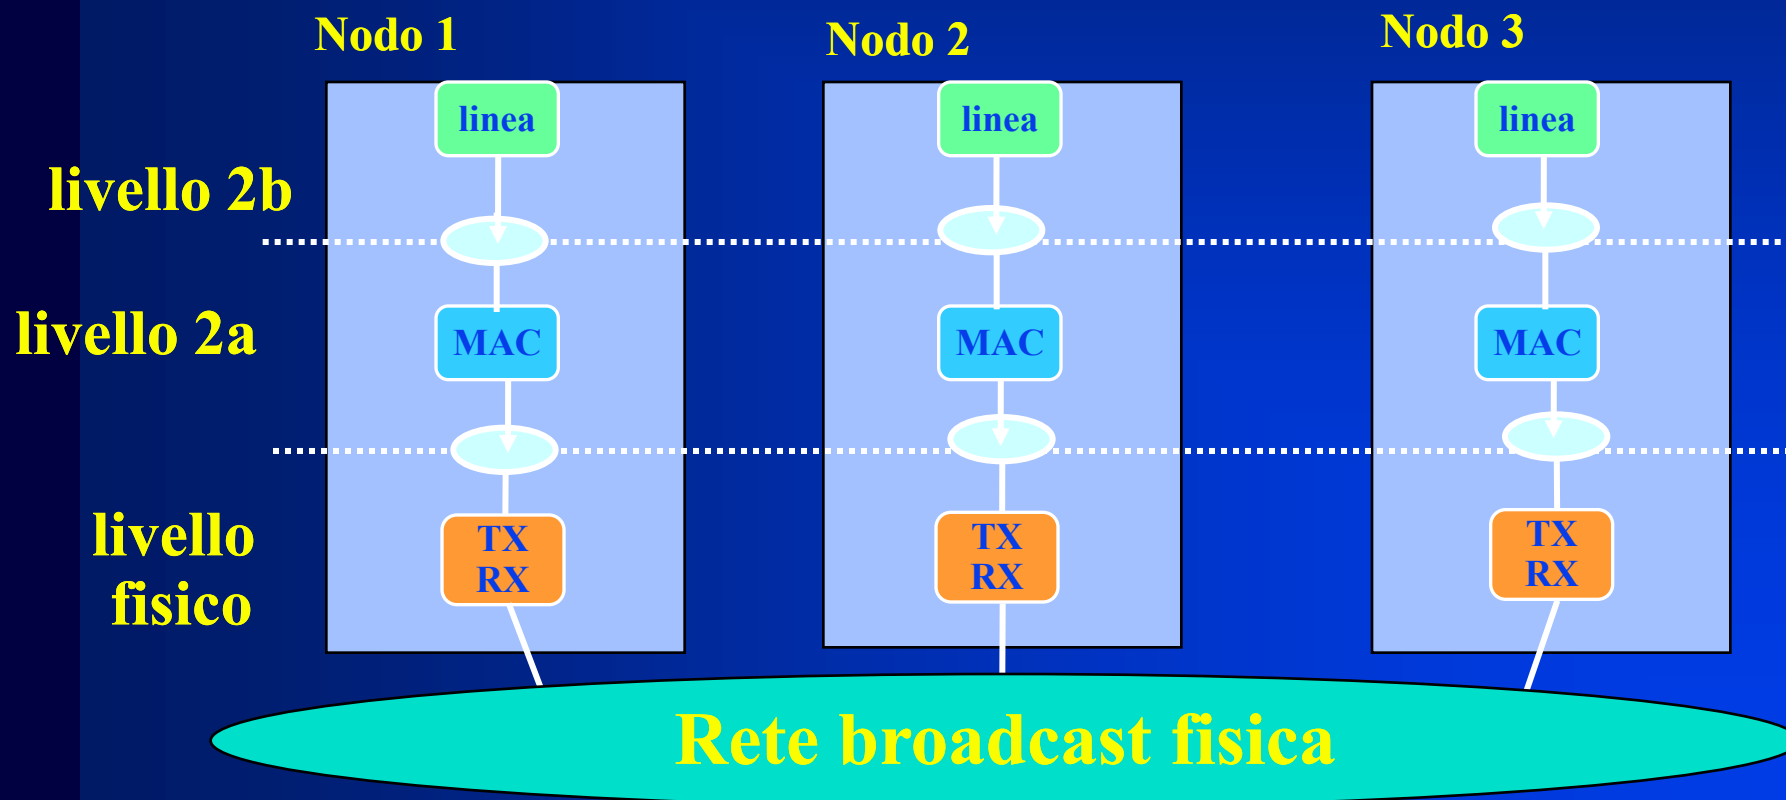 Nodo 1
Nodo 2
Nodo 3
linea
linea
linea
livello 2b
livello 2a
MAC
MAC
MAC
livello
fisico
TX
RX
TX
RX
TX
RX
Rete broadcast fisica